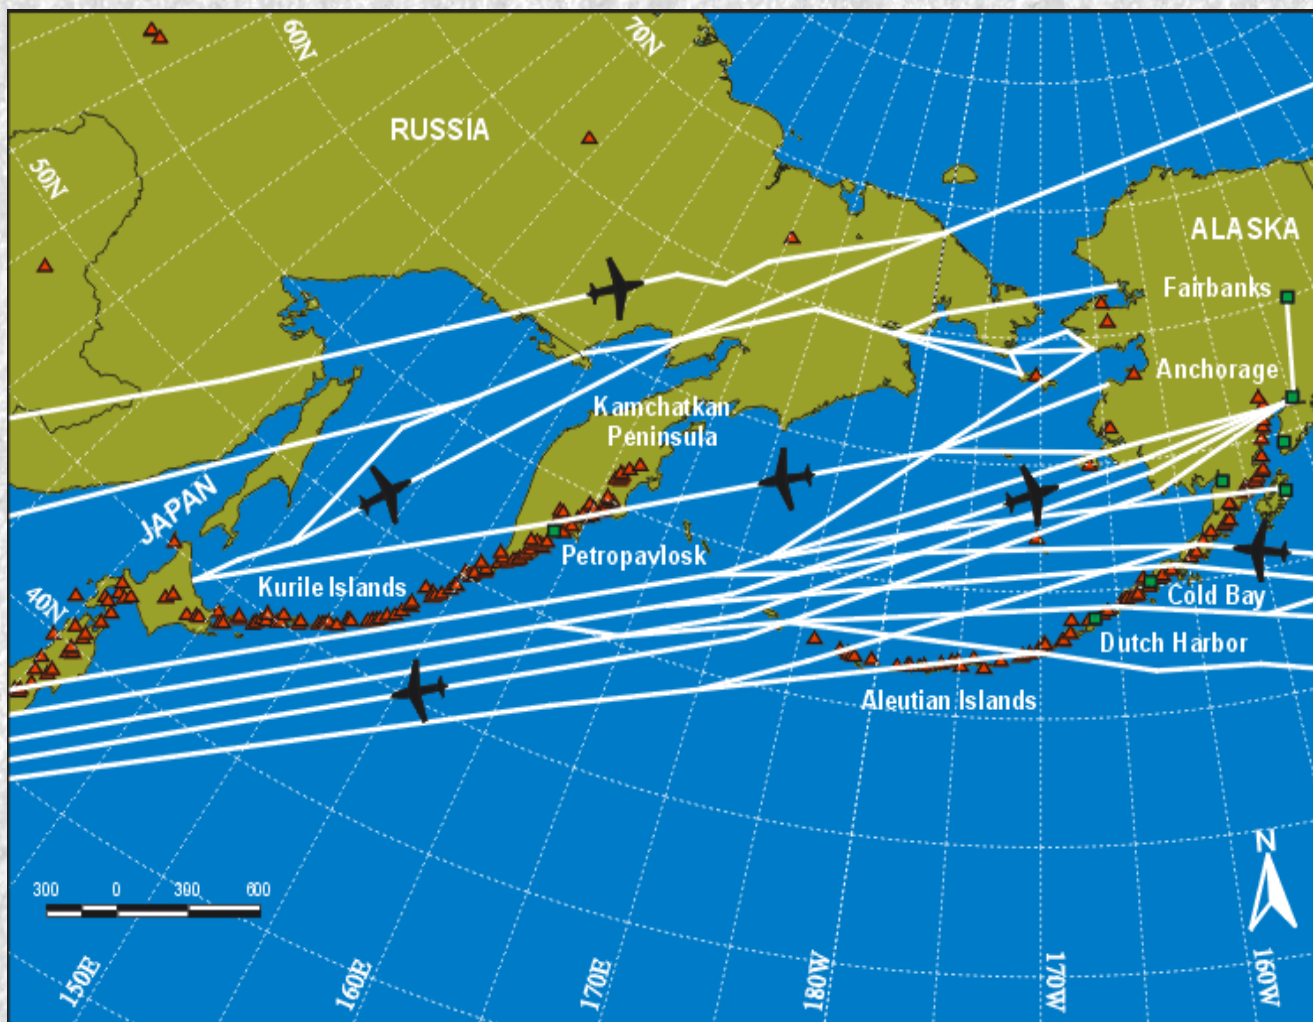 60N
70N
RUSSIA
50N
ALASKA
Fairbanks
Anchorage
Kamchatkan
Peninsula
JAPAN
Petropavlosk
Kurile Islands
40N
Cold Bay
Dutch Harbor
Aleutian Islands
N
300 0 300 600
150E
160E
170E
180W
170W
160W